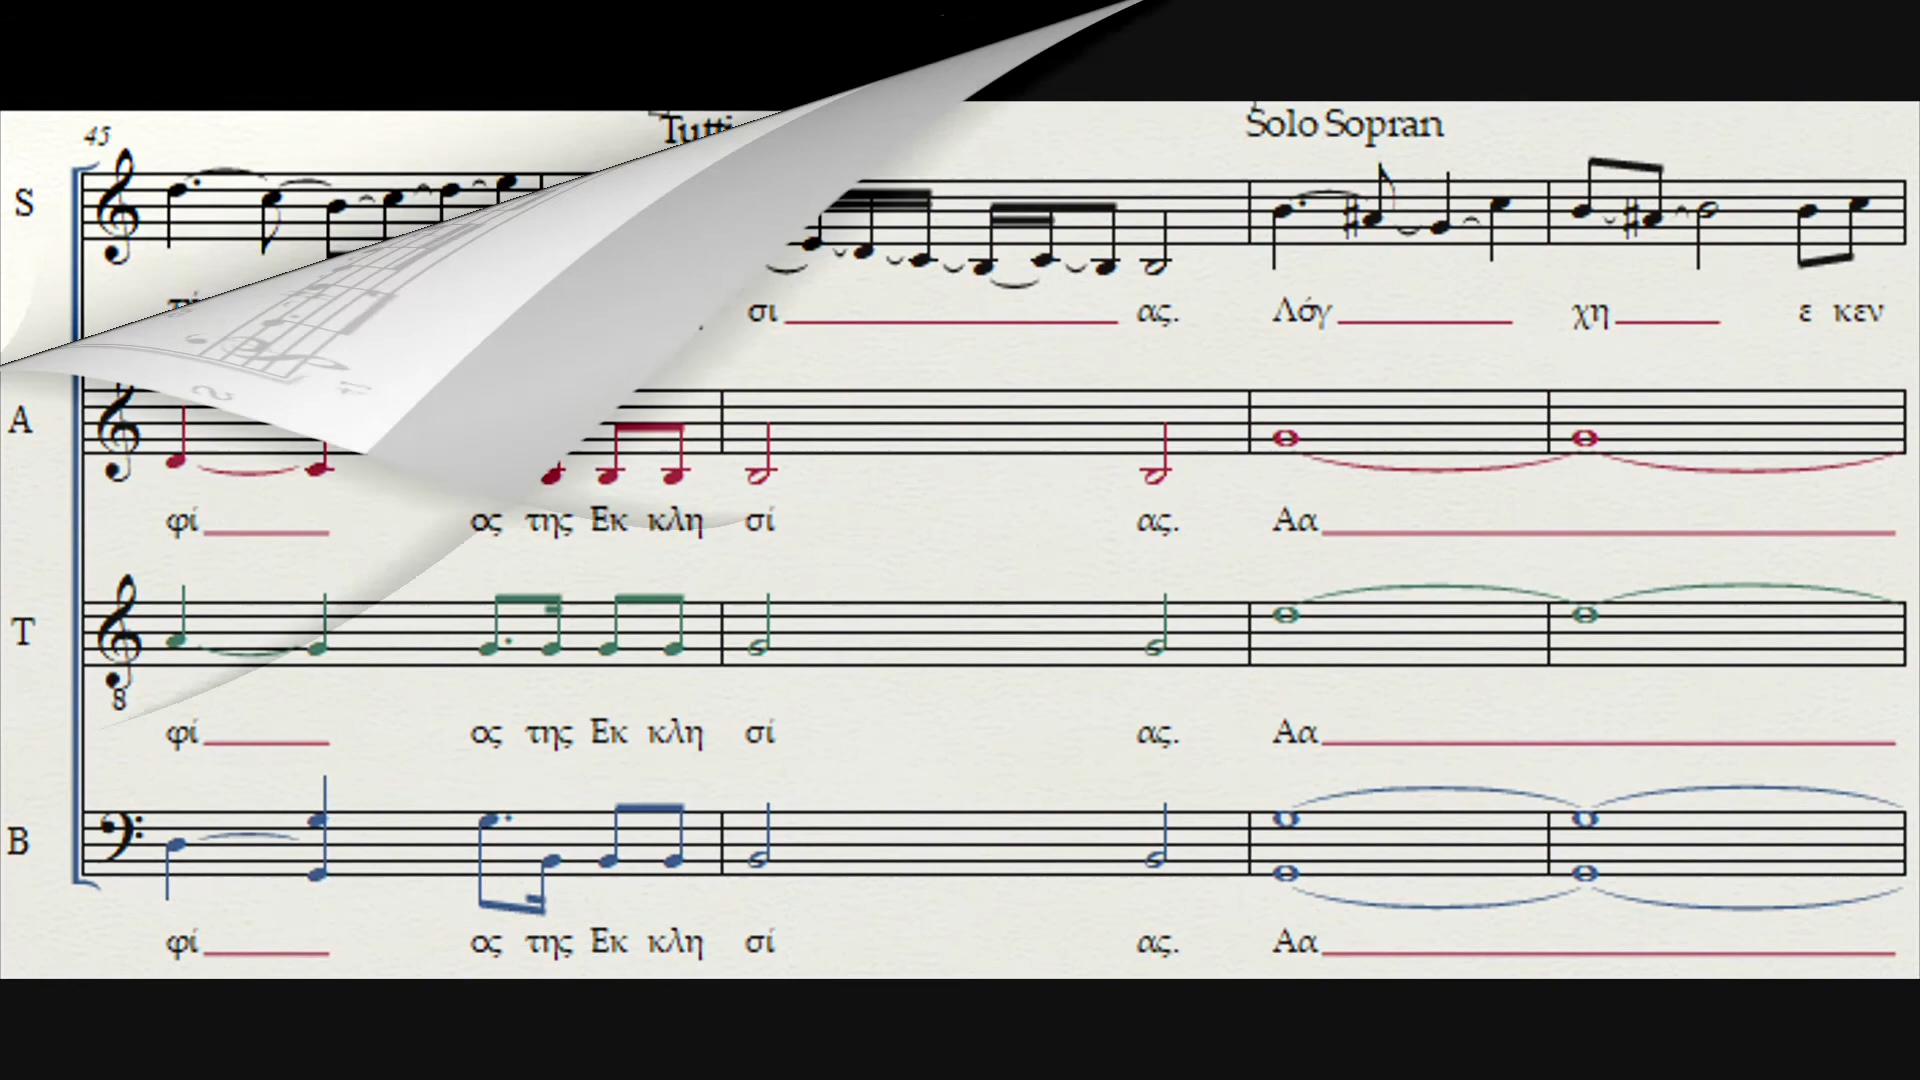 45
Tutti
Solo Sopran
S
σι ας. Λόγ χη ε κεν
A
φί ος της Εκ κλη σί ας. Αα
T
8
φί ος της Εκ κλη σί ας. Αα
B
φί ος της Εκ κλη σί ας. Αα